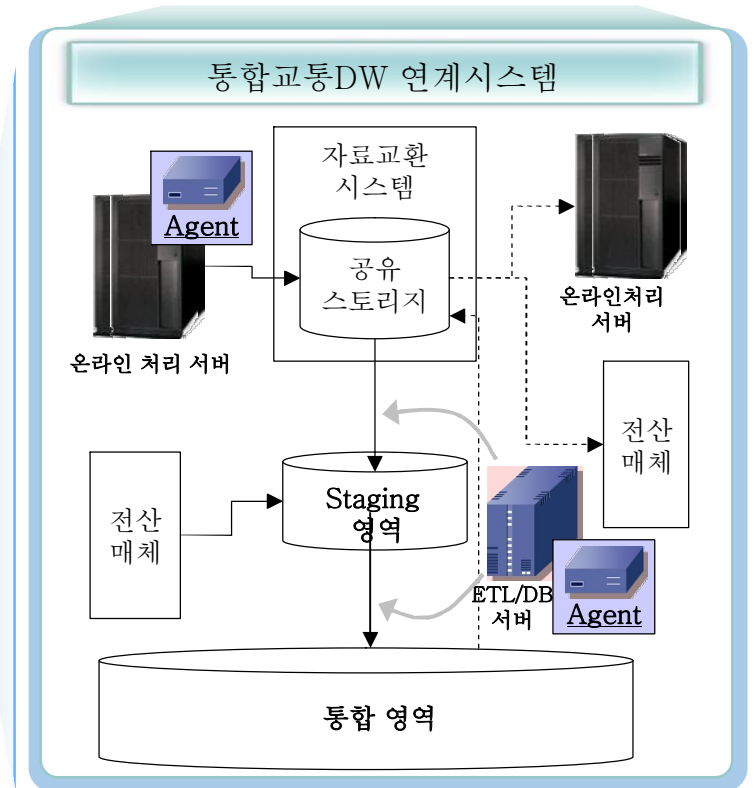 통합교통DW 연계시스템
자료교환
시스템
Agent
공유
스토리지
온라인 처리 서버
온라인처리
서버
전산
매체
Staging
영역
전산
매체
ETL/DB
서버
Agent
통합 영역